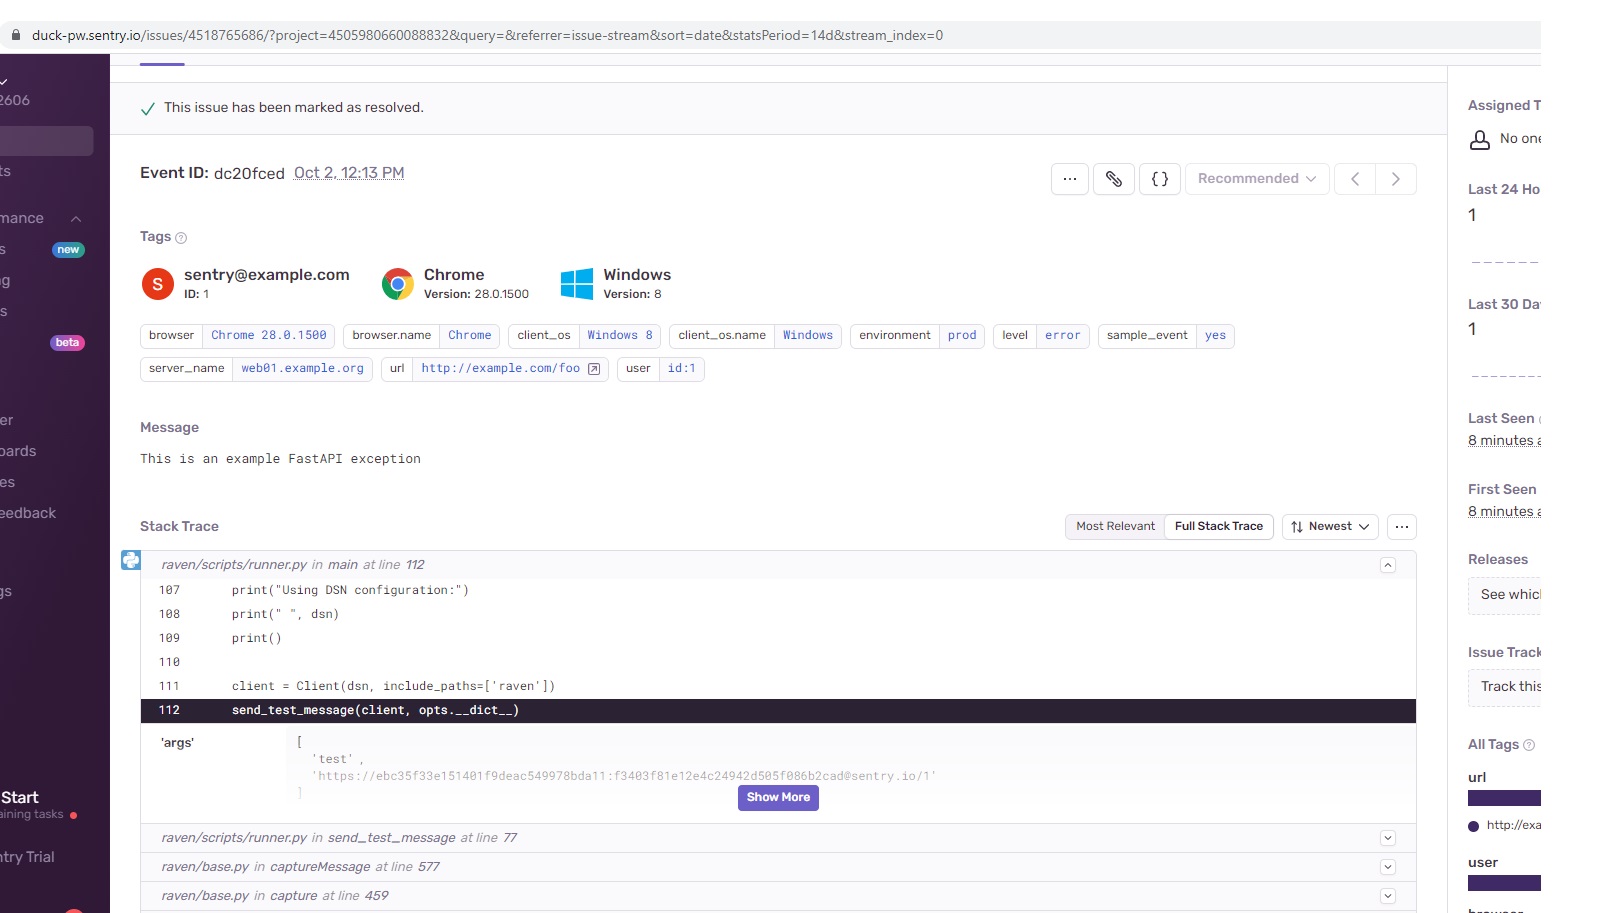 duck-pw.sentry.io/issues/4518765686/?project=4505980660088832&query=&referrer=issue-stream&sort=date&statsPeriod=14d&stream_index=0
2606
ts
mance
s new
g
s
beta
er
oards
es
eedback
gs
Start
aining tasks
ntry Trial
This issue has been marked as resolved.
Event ID: dc20fced Oct 2, 12:13 PM
... {} Recommended
Tags ?
S sentry@example.com
ID: 1
Chrome
Version: 28.0.1500
Windows
Version: 8
browser Chrome 28.0.1500 browser.name Chrome client_os Windows 8 client_os.name Windows environment prod level error sample_event yes
server_name web01.example.org url http://example.com/foo user id:1
Message
This is an example FastAPI exception
Stack Trace Most Relevant Full Stack Trace Newest ...
raven/scripts/runner.py in main at line 112
107 print("Using DSN configuration:")
108 print(" ", dsn)
109 print()
110
111 client = Client(dsn, include_paths=['raven'])
112 send_test_message(client, opts.__dict__)
'args' [
'test',
'https://ebc35f33e151401f9deac549978bda11:f3403f81e12e4c24942d505f086b2cad@sentry.io/1'
]
Show More
raven/scripts/runner.py in send_test_message at line 77
raven/base.py in captureMessage at line 577
raven/base.py in capture at line 459
Assigned T
No one
Last 24 Ho
1
Last 30 Da
1
Last Seen
8 minutes a
First Seen
8 minutes a
Releases
See whic
Issue Track
Track this
All Tags ?
url
http://exa
user